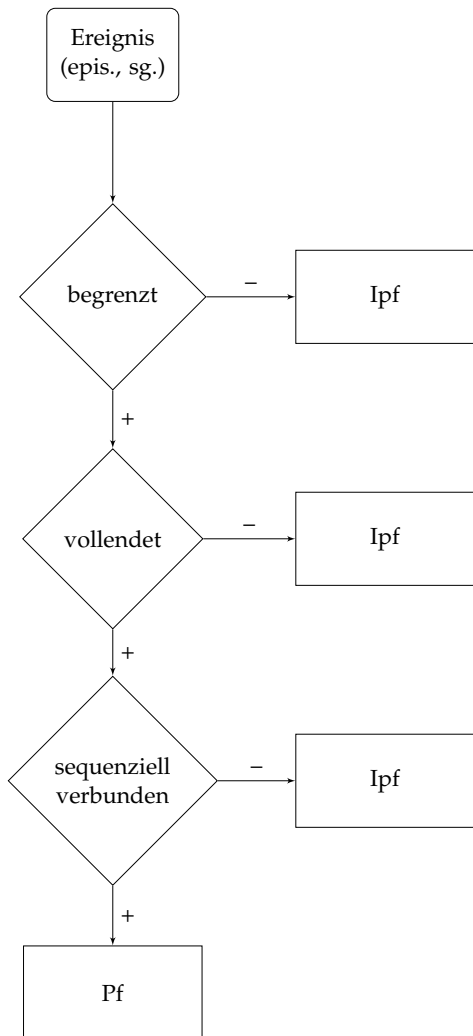 Ereignis
(epis., sg.)
begrenzt
–
Ipf
+
vollendet
–
Ipf
+
sequenziell
verbunden
–
Ipf
+
Pf